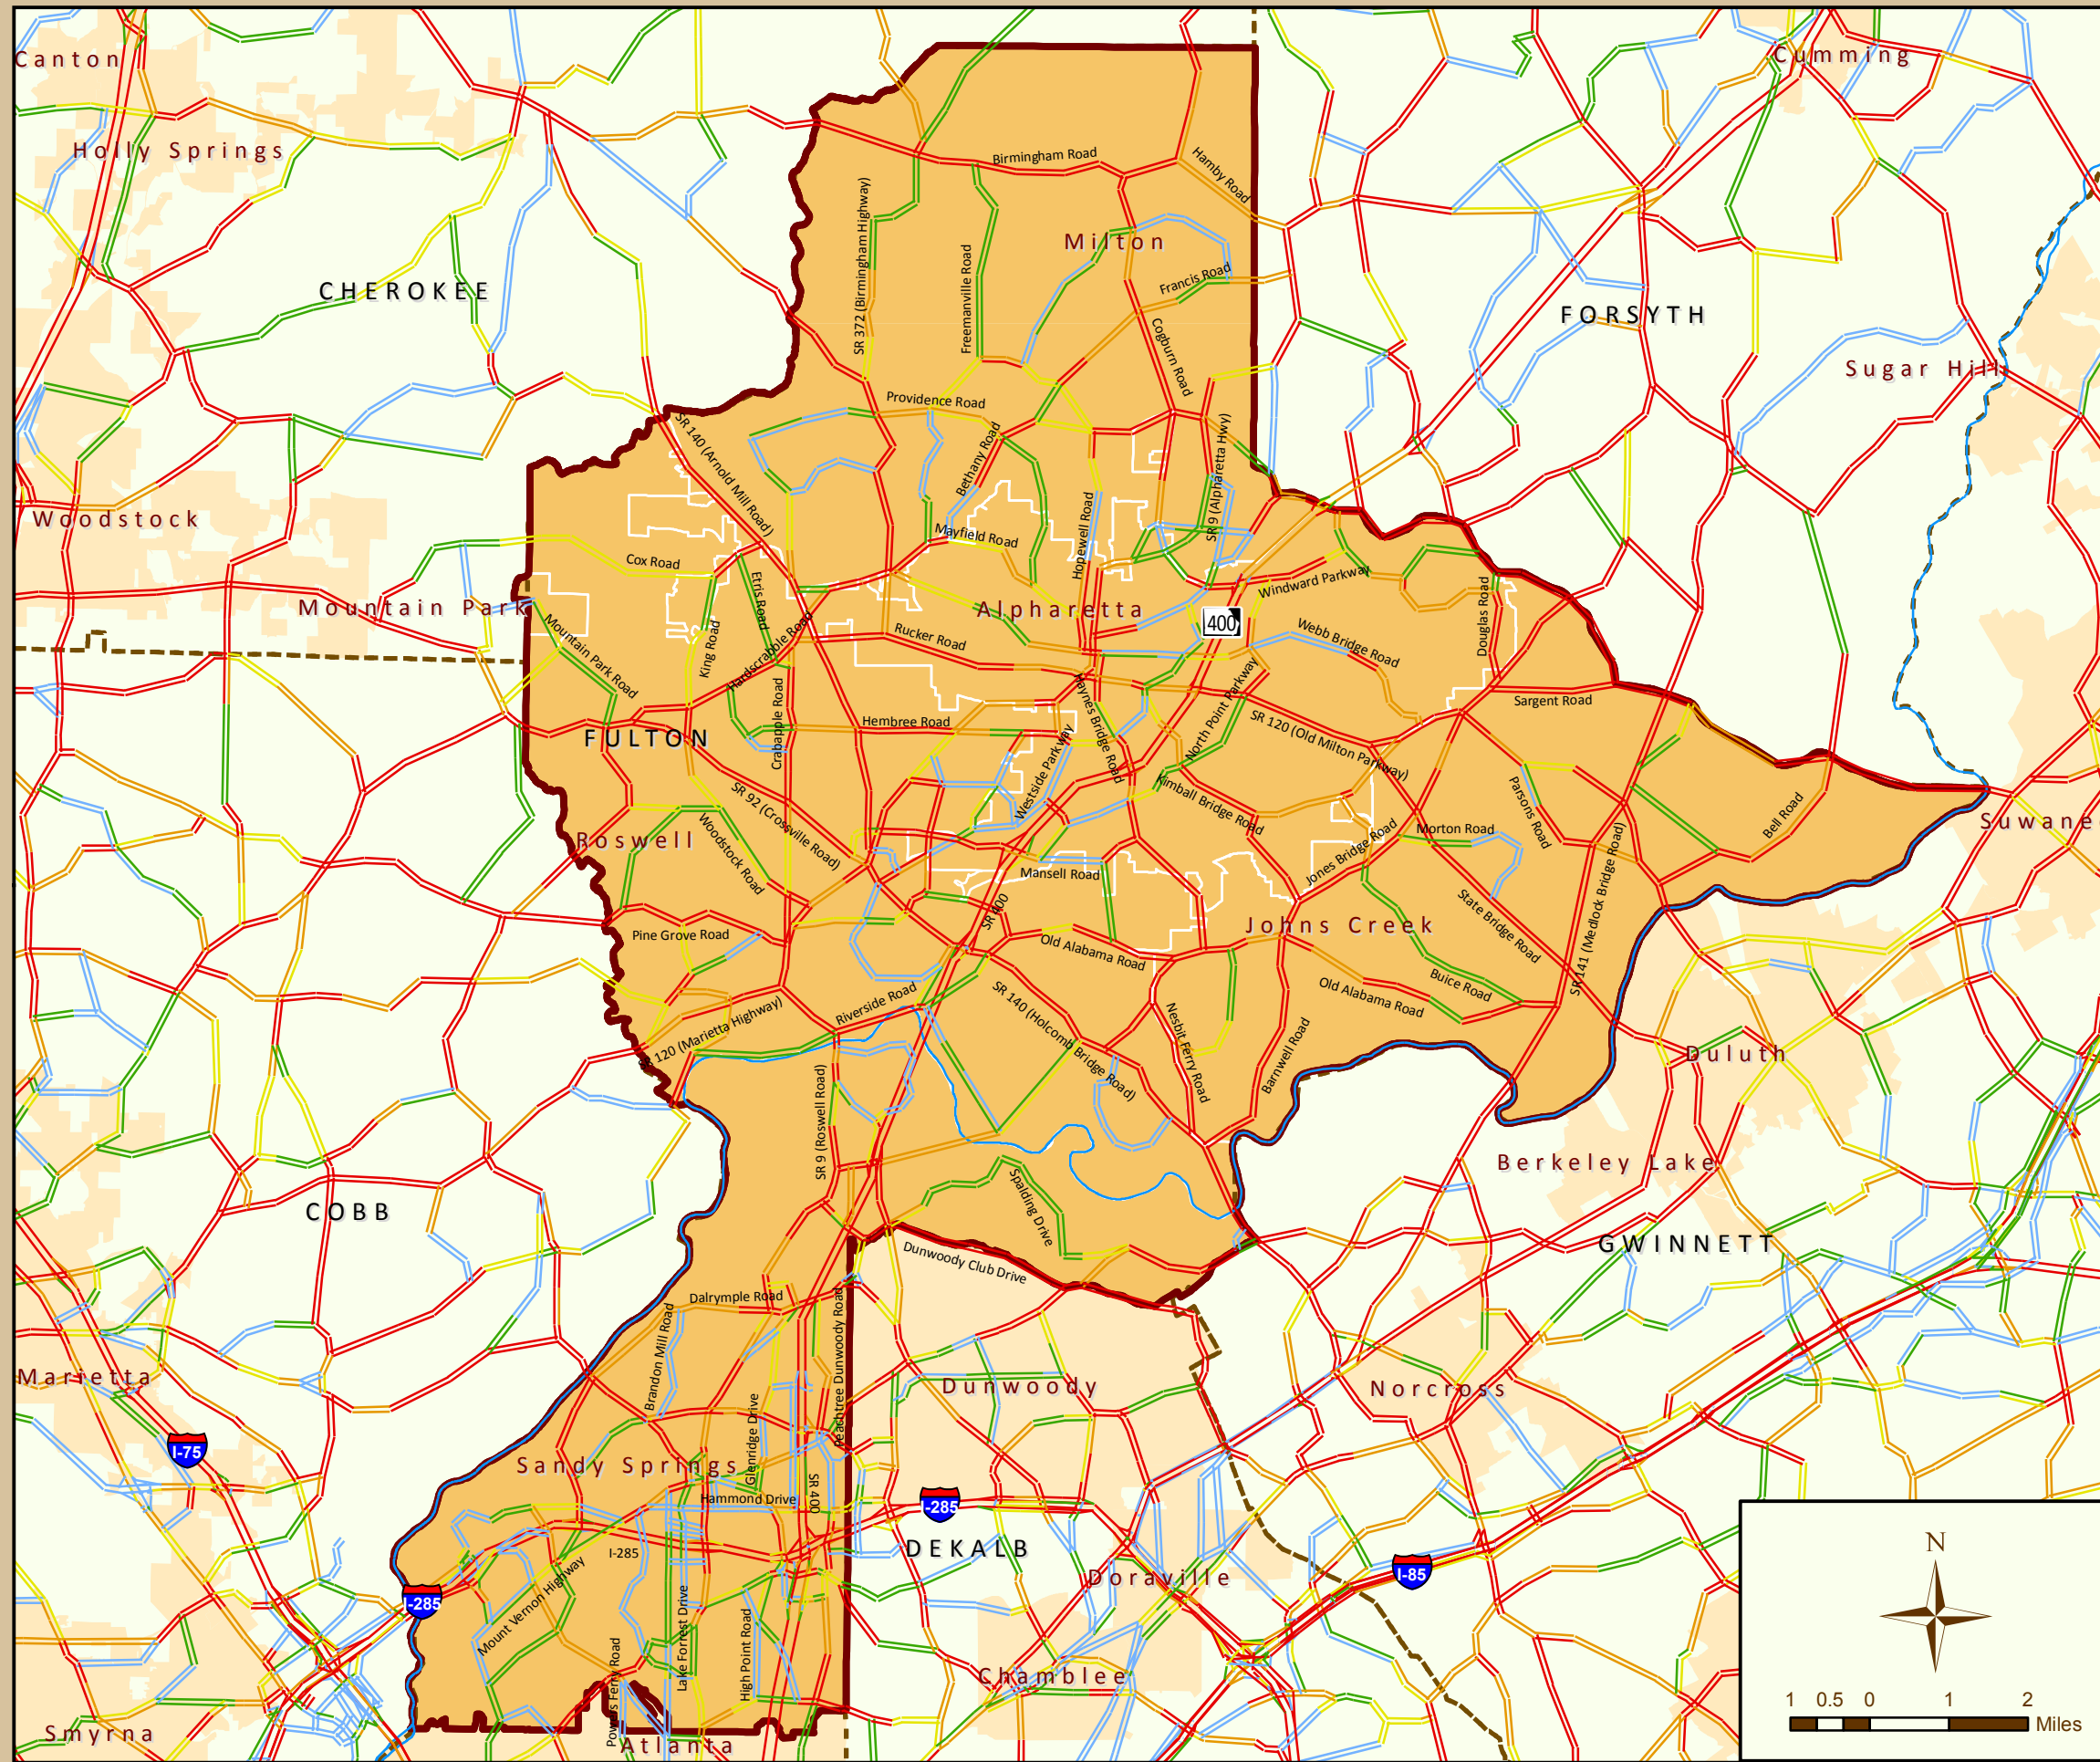 Canton
Cumming
Holly Springs
Birmingham Road
Hamby Road
SR 372 (Birmingham Highway)
Milton
Freemanville Road
Francis Road
CHEROKEE
FORSYTH
Cogburn Road
Sugar Hill
Providence Road
SR 140 (Arnold Mill Road)
Bethany Road
SR 9 (Alpharetta Hwy)
Woodstock
Hopewell Road
Mayfield Road
Cox Road
Etris Road
Windward Parkway
Douglas Road
Mountain Park
Alpharetta
400
Mountain Park Road
King Road
Hardscrabble Road
Rucker Road
Webb Bridge Road
Crabapple Road
Haynes Bridge Road
North Point Parkway
Sargent Road
FULTON
Hembree Road
SR 120 (Old Milton Parkway)
Westside Parkway
SR 92 (Crossville Road)
Kimball Bridge Road
Parsons Road
Bell Road
Suwane
Roswell
Woodstock Road
Morton Road
Jones Bridge Road
Mansell Road
SR 141 (Medlock Bridge Road)
SR 400
State Bridge Road
Johns Creek
Pine Grove Road
Old Alabama Road
Buice Road
Old Alabama Road
Riverside Road
SR 140 (Holcomb Bridge Road)
SR 120 (Marietta Highway)
Nesbit Ferry Road
Barnwell Road
Duluth
SR 9 (Roswell Road)
Berkeley Lake
Spalding Drive
COBB
GWINNETT
Dunwoody Club Drive
Dalrymple Road
Brandon Mill Road
Peachtree Dunwoody Road
Marietta
Dunwoody
Norcross
Glenridge Drive
I-75
Sandy Springs
Hammond Drive
SR 400
I-285
I-285
DEKALB
Doraville
I-85
I-285
Mount Vernon Highway
Lake Forrest Drive
High Point Road
Powers Ferry Road
Chamblee
Smyrna
Atlanta
N
1 0.5 0 1 2
Miles